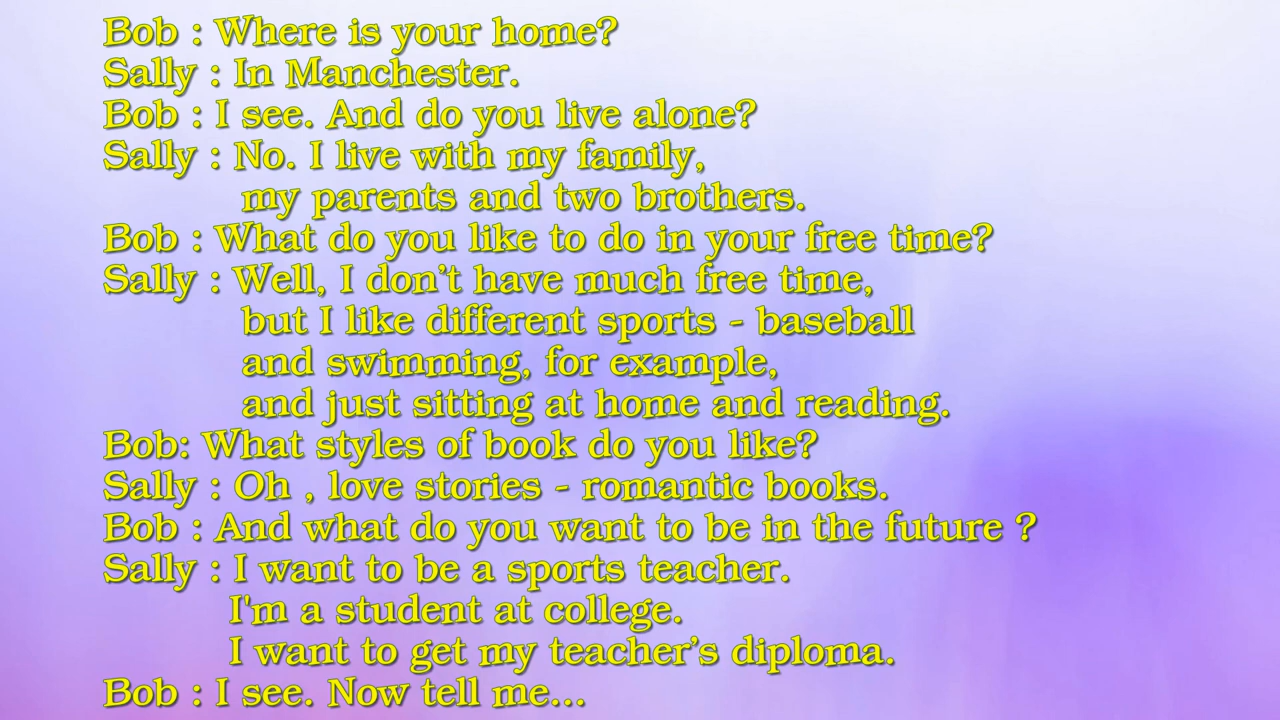 Bob : Where is your home?
Sally : In Manchester.
Bob : I see. And do you live alone?
Sally : No. I live with my family,
my parents and two brothers.
Bob : What do you like to do in your free time?
Sally : Well, I don’t have much free time,
but I like different sports - baseball
and swimming, for example,
and just sitting at home and reading.
Bob: What styles of book do you like?
Sally : Oh , love stories - romantic books.
Bob : And what do you want to be in the future ?
Sally : I want to be a sports teacher.
I'm a student at college.
I want to get my teacher’s diploma.
Bob : I see. Now tell me...